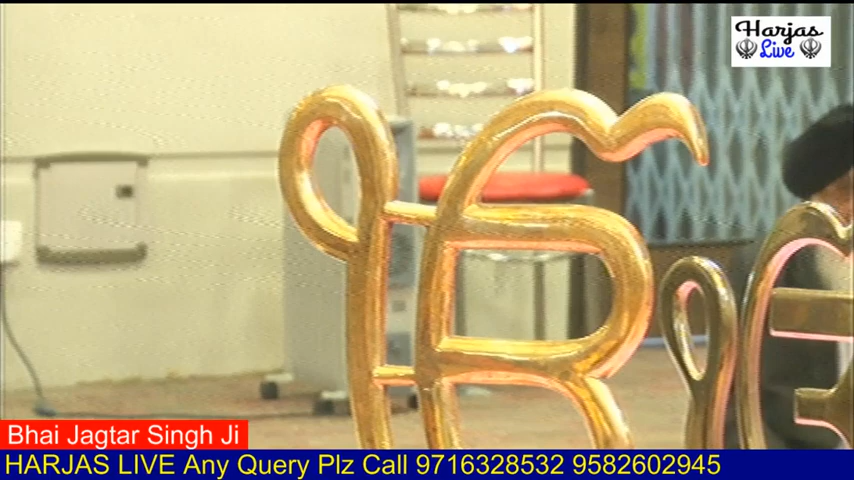 Harjas
Live
Bhai Jagtar Singh Ji
HARJAS LIVE Any Query Plz Call 9716328532 9582602945